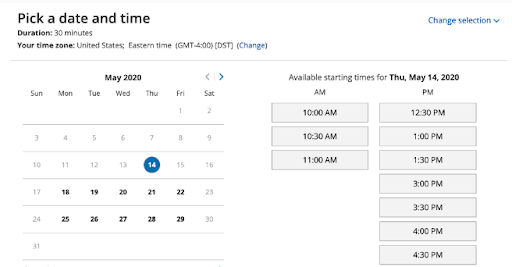 Pick a date and time
Change selection
Duration: 30 minutes
Your time zone: United States; Eastern time (GMT-4:00) [DST] (Change)
May 2020
Sun Mon Tue Wed Thu Fri Sat
1 2
3 4 5 6 7 8 9
10 11 12 13 14 15 16
17 18 19 20 21 22 23
24 25 26 27 28 29 30
31
Available starting times for Thu, May 14, 2020
AM PM
10:00 AM 12:30 PM
10:30 AM 1:00 PM
11:00 AM 1:30 PM
3:00 PM
3:30 PM
4:00 PM
4:30 PM